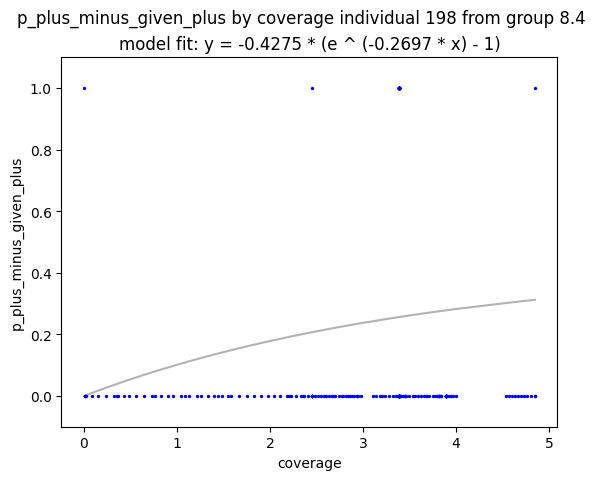 p_plus_minus_given_plus by coverage individual 198 from group 8.4
model fit: y = -0.4275 * (e ^ (-0.2697 * x) - 1)
1.0
0.8
0.6
0.4
0.2
0.0
p_plus_minus_given_plus
0 1 2 3 4 5
coverage